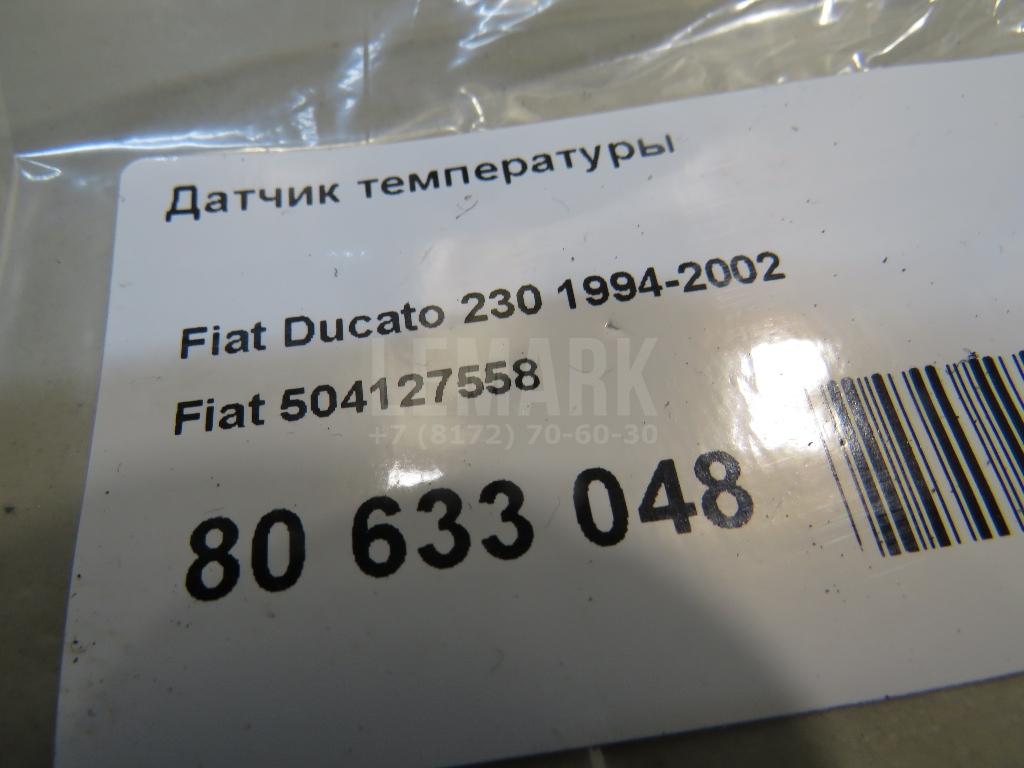 Датчик температуры
Fiat Ducato 230 1994-2002
Fiat 504127558
LEMARK
+7 (8172) 70-60-30
80 633 048